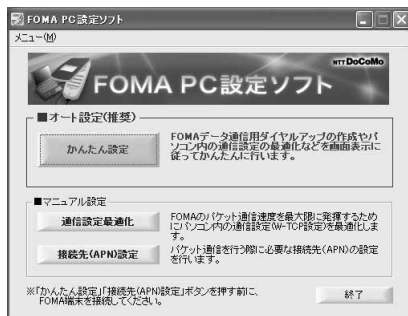 FOMA PC設定ソフト
メニュー(M)
NTT DoCoMo
FOMA PC設定ソフト
■オート設定(推奨)
かんたん設定
FOMAデータ通信用ダイヤルアップの作成やパ
ソコン内の通信設定の最適化などを画面表示に
従ってかんたんに行います。
■マニュアル設定
通信設定最適化
FOMAのパケット通信速度を最大限に発揮するため
にパソコン内の通信設定(W-TCP設定)を最適化しま
す。
接続先(APN)設定
パケット通信を行う際に必要な接続先(APN)の設定
を行います。
※「かんたん設定」「接続先(APN)設定」ボタンを押す前に、
FOMA端末を接続してください。
終了